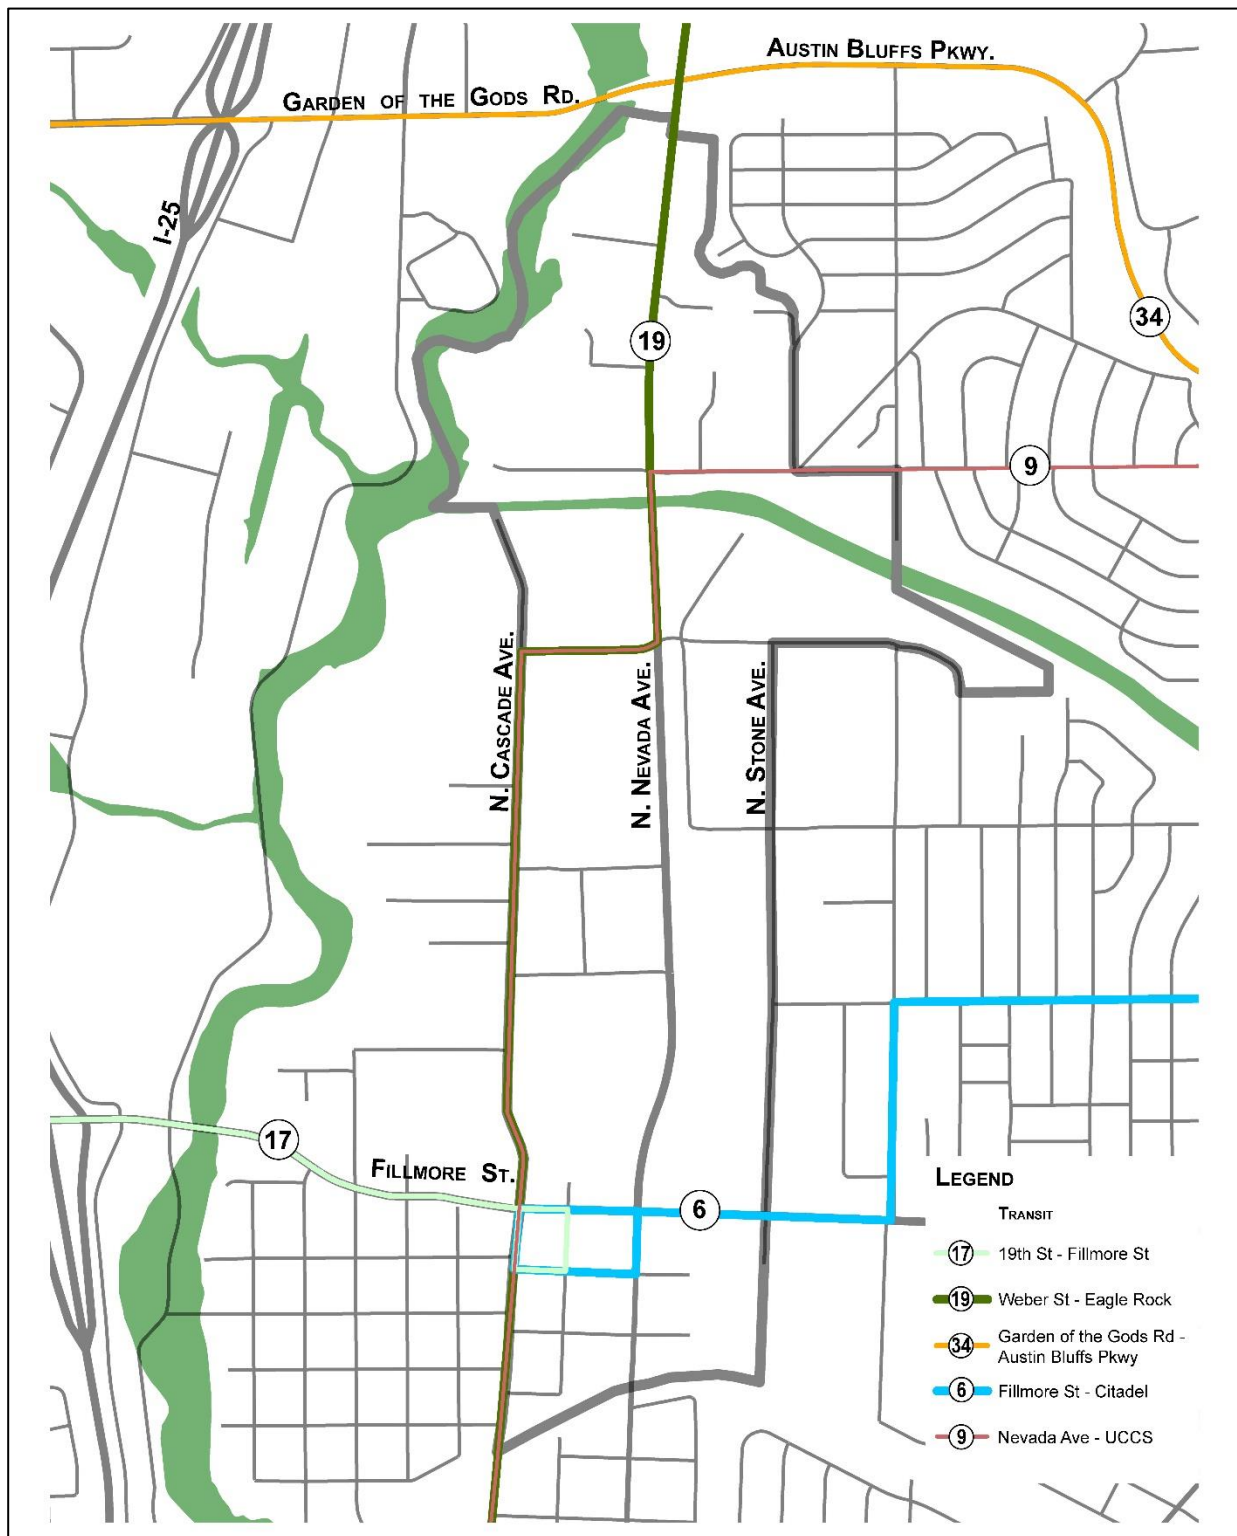 AUSTIN BLUFFS PKWY.
GARDEN OF THE GODS RD.
I-25
34
19
9
N. CASCADE AVE.
N. NEVADA AVE.
N. STONE AVE.
17
FILLMORE ST.
6
LEGEND
TRANSIT
17 19th St - Fillmore St
19 Weber St - Eagle Rock
34 Garden of the Gods Rd -
Austin Bluffs Pkwy
6 Fillmore St - Citadel
9 Nevada Ave - UCCS